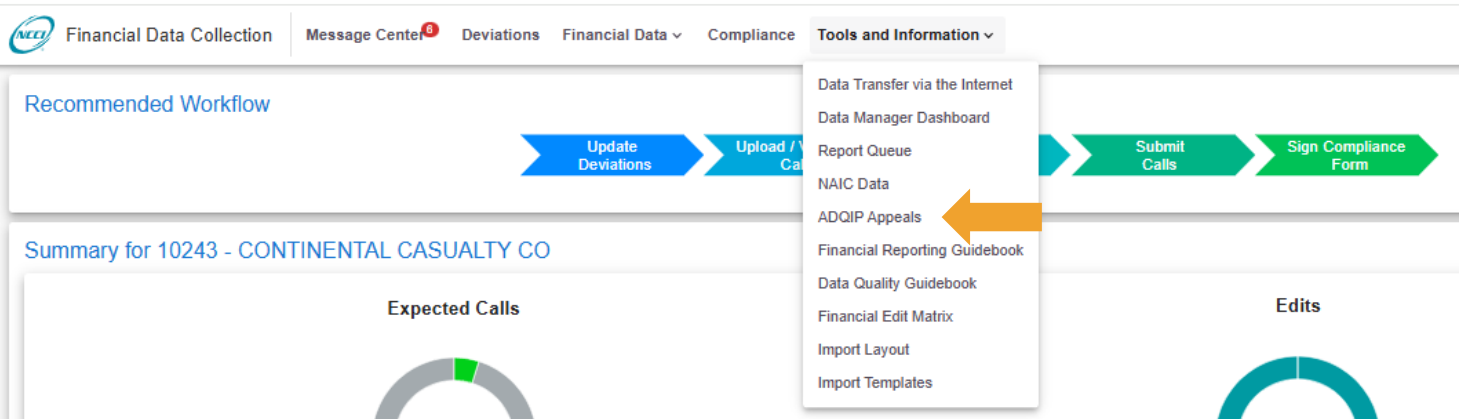 NCCI
Financial Data Collection
Message Center 6
Deviations
Financial Data
Compliance
Tools and Information
Recommended Workflow
Update
Deviations
Upload /
Submit
Calls
Sign Compliance
Form
Data Transfer via the Internet
Data Manager Dashboard
Report Queue
NAIC Data
ADQIP Appeals
Financial Reporting Guidebook
Data Quality Guidebook
Financial Edit Matrix
Import Layout
Import Templates
Summary for 10243 - CONTINENTAL CASUALTY CO
Expected Calls
Edits